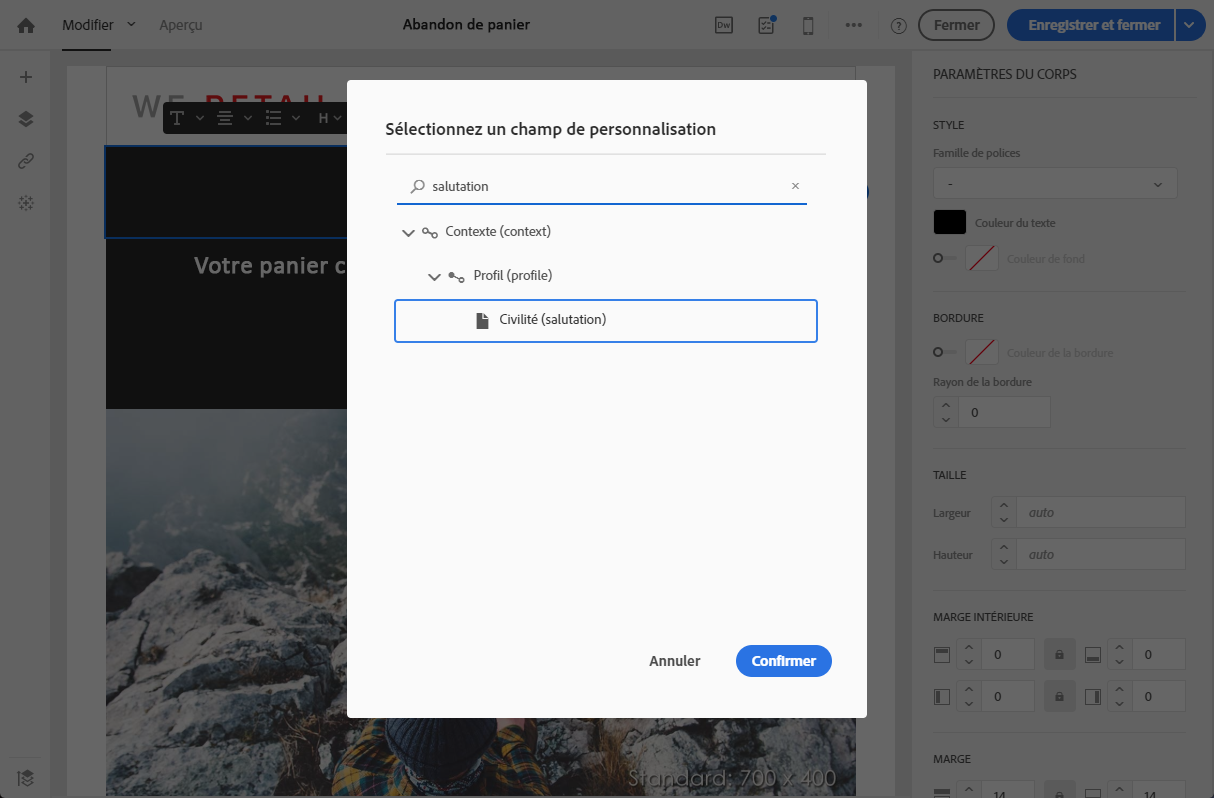 Modifier
Aperçu
Abandon de panier
Dw
?
Fermer
Enregistrer et fermer
WE RETAIL
T
H
Votre panier c
Sélectionnez un champ de personnalisation
salutation
×
Contexte (context)
Profil (profile)
Civilité (salutation)
Annuler
Confirmer
Standard: 700 x 400
PARAMÈTRES DU CORPS
STYLE
Famille de polices
-
Couleur du texte
Couleur de fond
BORDURE
Couleur de la bordure
Rayon de la bordure
0
TAILLE
Largeur
auto
Hauteur
auto
MARGE INTÉRIEURE
0
0
0
0
MARGE
14
14